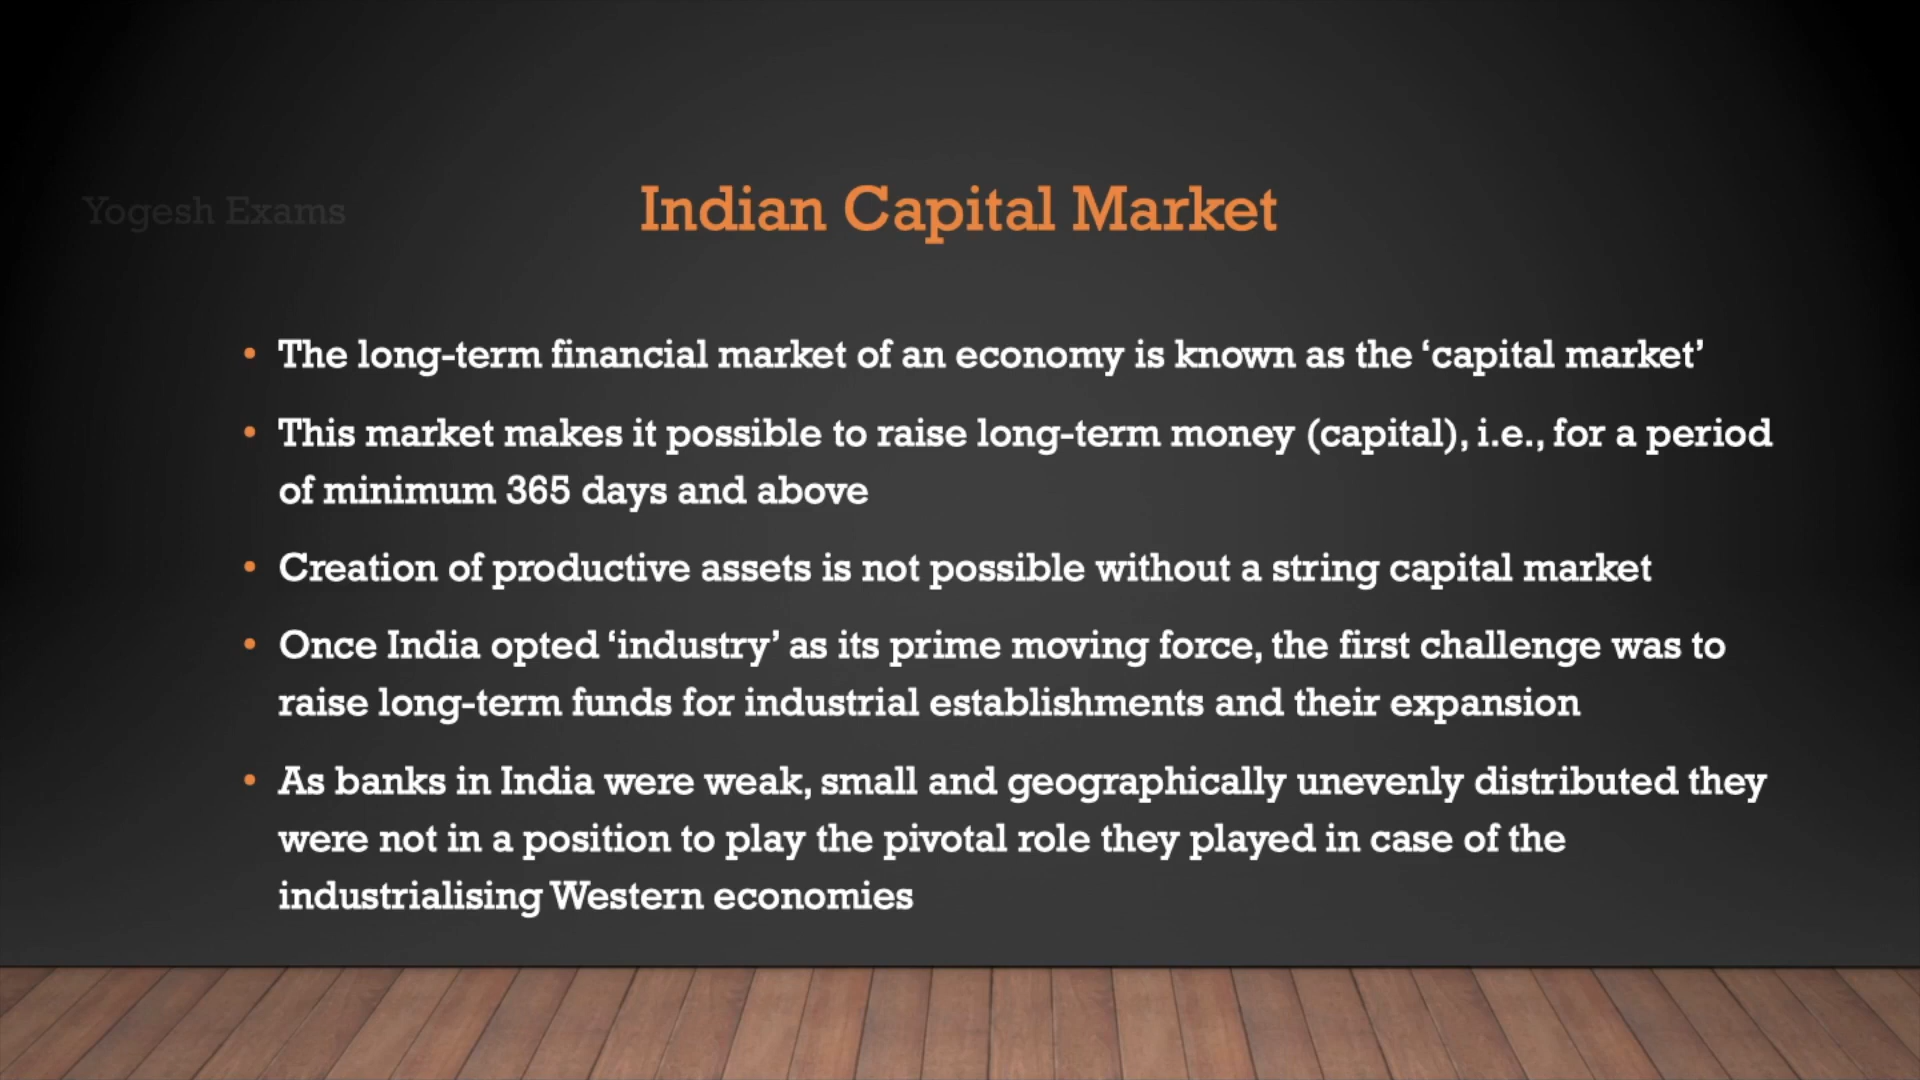 Yogesh Exams
Indian Capital Market
• The long-term financial market of an economy is known as the ‘capital market’
• This market makes it possible to raise long-term money (capital), i.e., for a period
of minimum 365 days and above
• Creation of productive assets is not possible without a string capital market
• Once India opted ‘industry’ as its prime moving force, the first challenge was to
raise long-term funds for industrial establishments and their expansion
• As banks in India were weak, small and geographically unevenly distributed they
were not in a position to play the pivotal role they played in case of the
industrialising Western economies